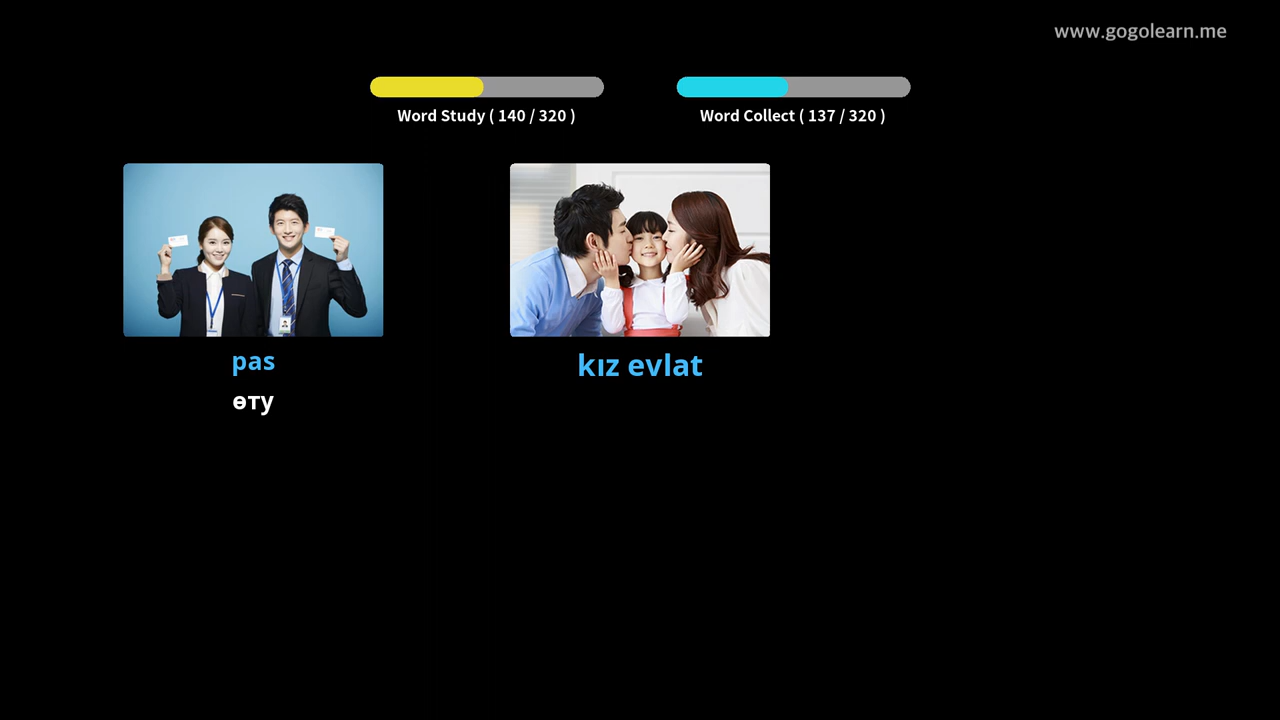 www.gogolearn.me
Word Study ( 140 / 320 )
Word Collect ( 137 / 320 )
pas
өту
kız evlat